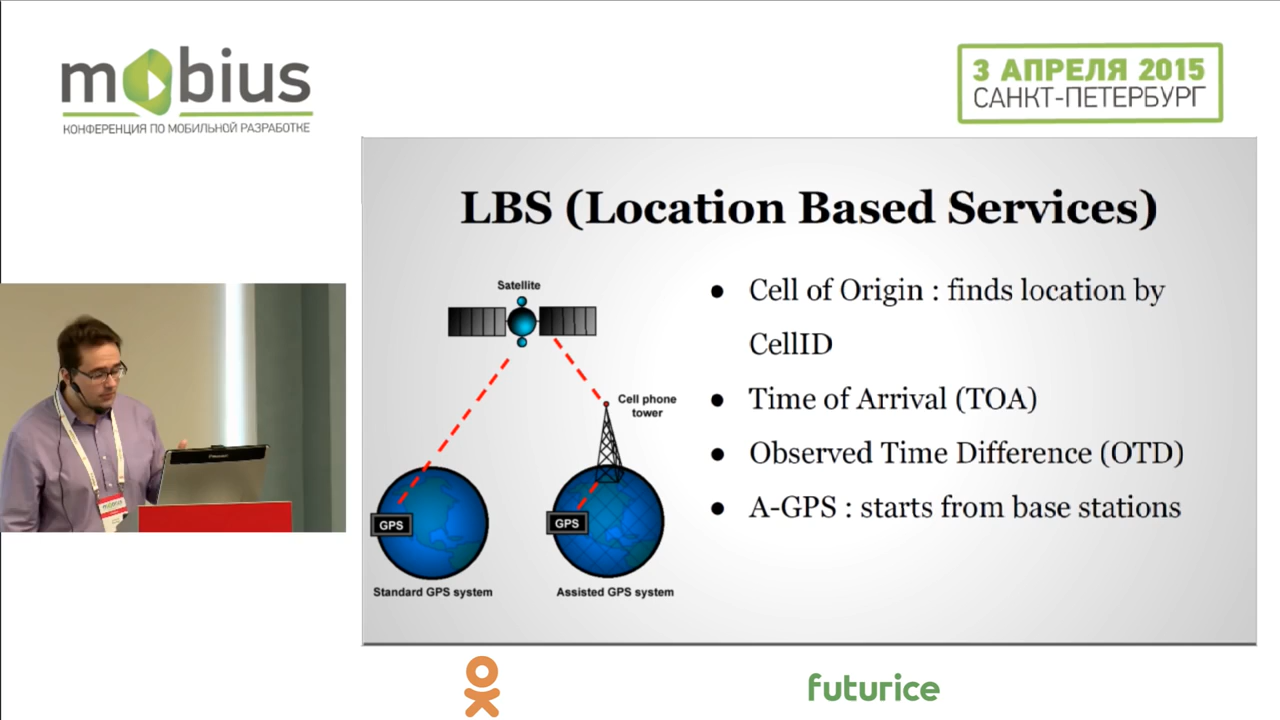 mobius
КОНФЕРЕНЦИЯ ПО МОБИЛЬНОЙ РАЗРАБОТКЕ
3 АПРЕЛЯ 2015
САНКТ-ПЕТЕРБУРГ
LBS (Location Based Services)
Satellite
Cell phone
tower
GPS
GPS
Standard GPS system
Assisted GPS system
● Cell of Origin : finds location by
CellID
● Time of Arrival (TOA)
● Observed Time Difference (OTD)
● A-GPS : starts from base stations
futurice